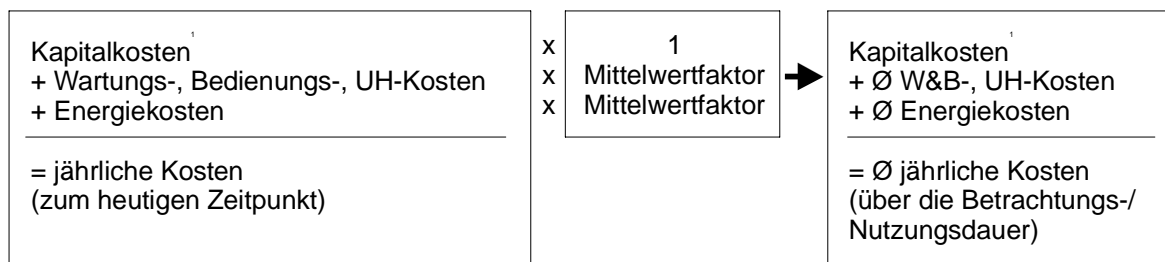 Kapitalkosten¹
+ Wartungs-, Bedienungs-, UH-Kosten
+ Energiekosten
= jährliche Kosten
(zum heutigen Zeitpunkt)
x 1
x Mittelwertfaktor
x Mittelwertfaktor
Kapitalkosten¹
+ Ø W&B-, UH-Kosten
+ Ø Energiekosten
= Ø jährliche Kosten
(über die Betrachtungs-/
Nutzungsdauer)